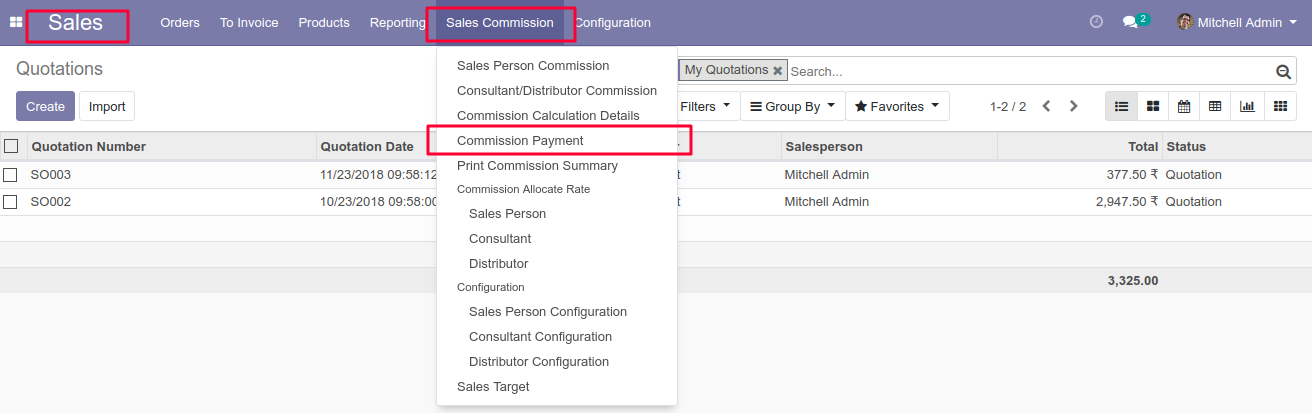 Sales Orders To Invoice Products Reporting Sales Commission Configuration 2 Mitchell Admin
Quotations
My Quotations Search...
Create Import
Filters Group By Favorites 1-2 / 2
Quotation Number Quotation Date Salesperson Total Status
SO003 11/23/2018 09:58:12 Mitchell Admin 377.50 ₹ Quotation
SO002 10/23/2018 09:58:00 Mitchell Admin 2,947.50 ₹ Quotation
3,325.00
Sales Person Commission
Consultant/Distributor Commission
Commission Calculation Details
Commission Payment
Print Commission Summary
Commission Allocate Rate
Sales Person
Consultant
Distributor
Configuration
Sales Person Configuration
Consultant Configuration
Distributor Configuration
Sales Target